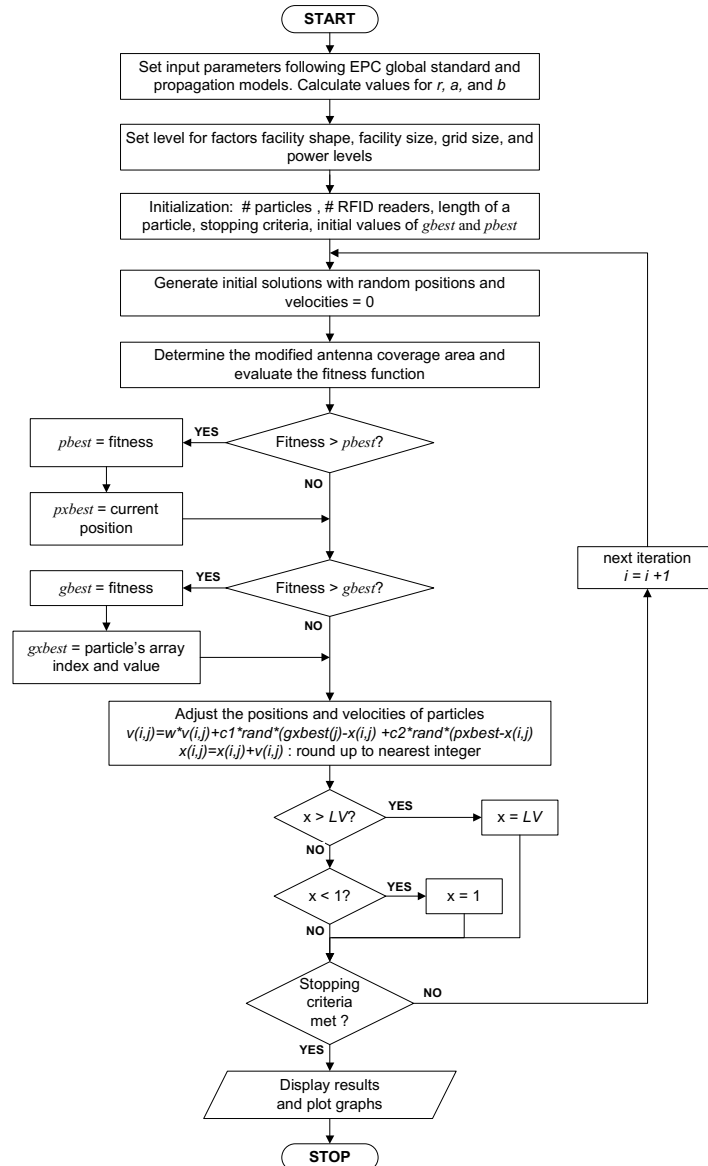 START
Set input parameters following EPC global standard and
propagation models. Calculate values for r, a, and b
Set level for factors facility shape, facility size, grid size, and
power levels
Initialization: # particles , # RFID readers, length of a
particle, stopping criteria, initial values of gbest and pbest
Generate initial solutions with random positions and
velocities = 0
Determine the modified antenna coverage area and
evaluate the fitness function
Fitness > pbest?
YES
pbest = fitness
NO
pxbest = current
position
Fitness > gbest?
YES
gbest = fitness
NO
gxbest = particle's array
index and value
next iteration
i = i +1
Adjust the positions and velocities of particles
v(i,j)=w*v(i,j)+c1*rand*(gxbest(j)-x(i,j) +c2*rand*(pxbest-x(i,j)
x(i,j)=x(i,j)+v(i,j) : round up to nearest integer
x > LV?
YES
x = LV
NO
x < 1?
YES
x = 1
NO
Stopping
criteria
met ?
NO
YES
Display results
and plot graphs
STOP